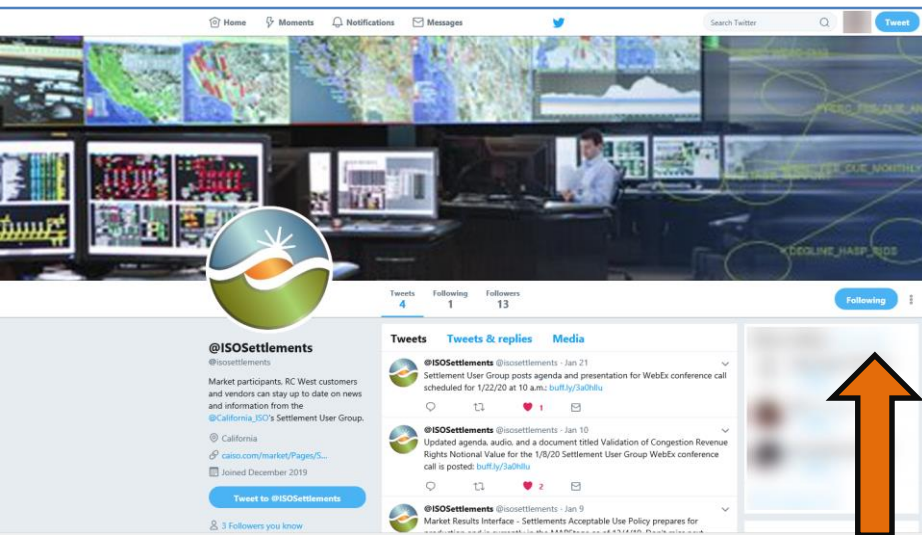 Home Moments Notifications Messages Search Twitter Tweet
Tweets Following Followers
4 1 13
Following
@ISOSettlements
@isosettlements
Market participants, RC West customers
and vendors can stay up to date on news
and information from the
@California_ISO's Settlement User Group.
California
caiso.com/market/Pages/S...
Joined December 2019
Tweet to @ISOSettlements
3 Followers you know
Tweets Tweets & replies Media
@ISOSettlements @isosettlements · Jan 21
Settlement User Group posts agenda and presentation for WebEx conference call
scheduled for 1/22/20 at 10 a.m.: buff.ly/3a0hllu
1
@ISOSettlements @isosettlements · Jan 10
Updated agenda, audio, and a document titled Validation of Congestion Revenue
Rights Notional Value for the 1/8/20 Settlement User Group WebEx conference
call is posted: buff.ly/3a0hllu
2
@ISOSettlements @isosettlements · Jan 9
Market Results Interface - Settlements Acceptable Use Policy prepares for